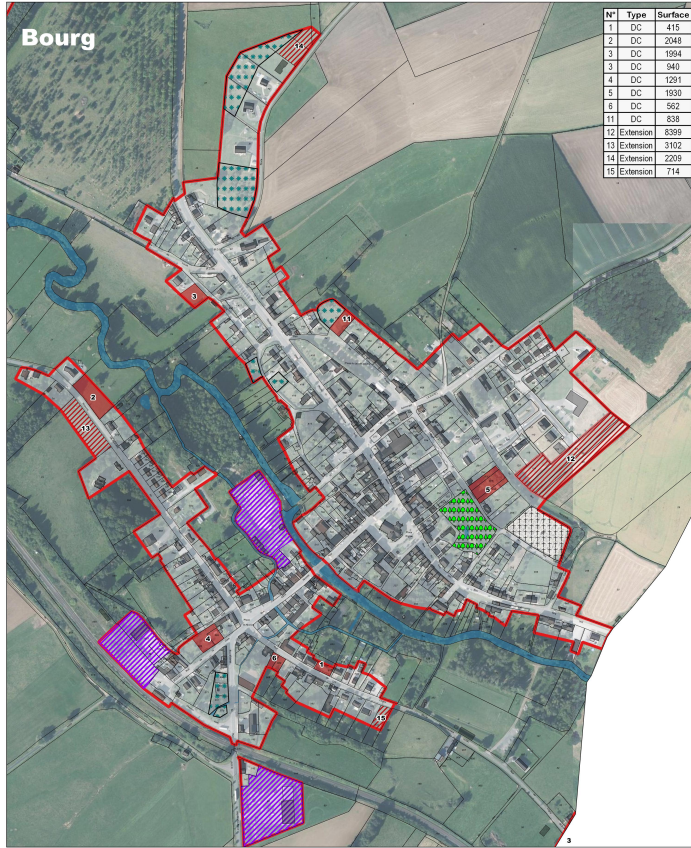 Bourg
N° Type Surface
1 DC 415
2 DC 2048
3 DC 1994
3 DC 940
4 DC 1291
5 DC 1930
6 DC 562
11 DC 838
12 Extension 8399
13 Extension 3102
14 Extension 2209
15 Extension 714
14
3
11
2
13
12
5
4
6
1
15
3